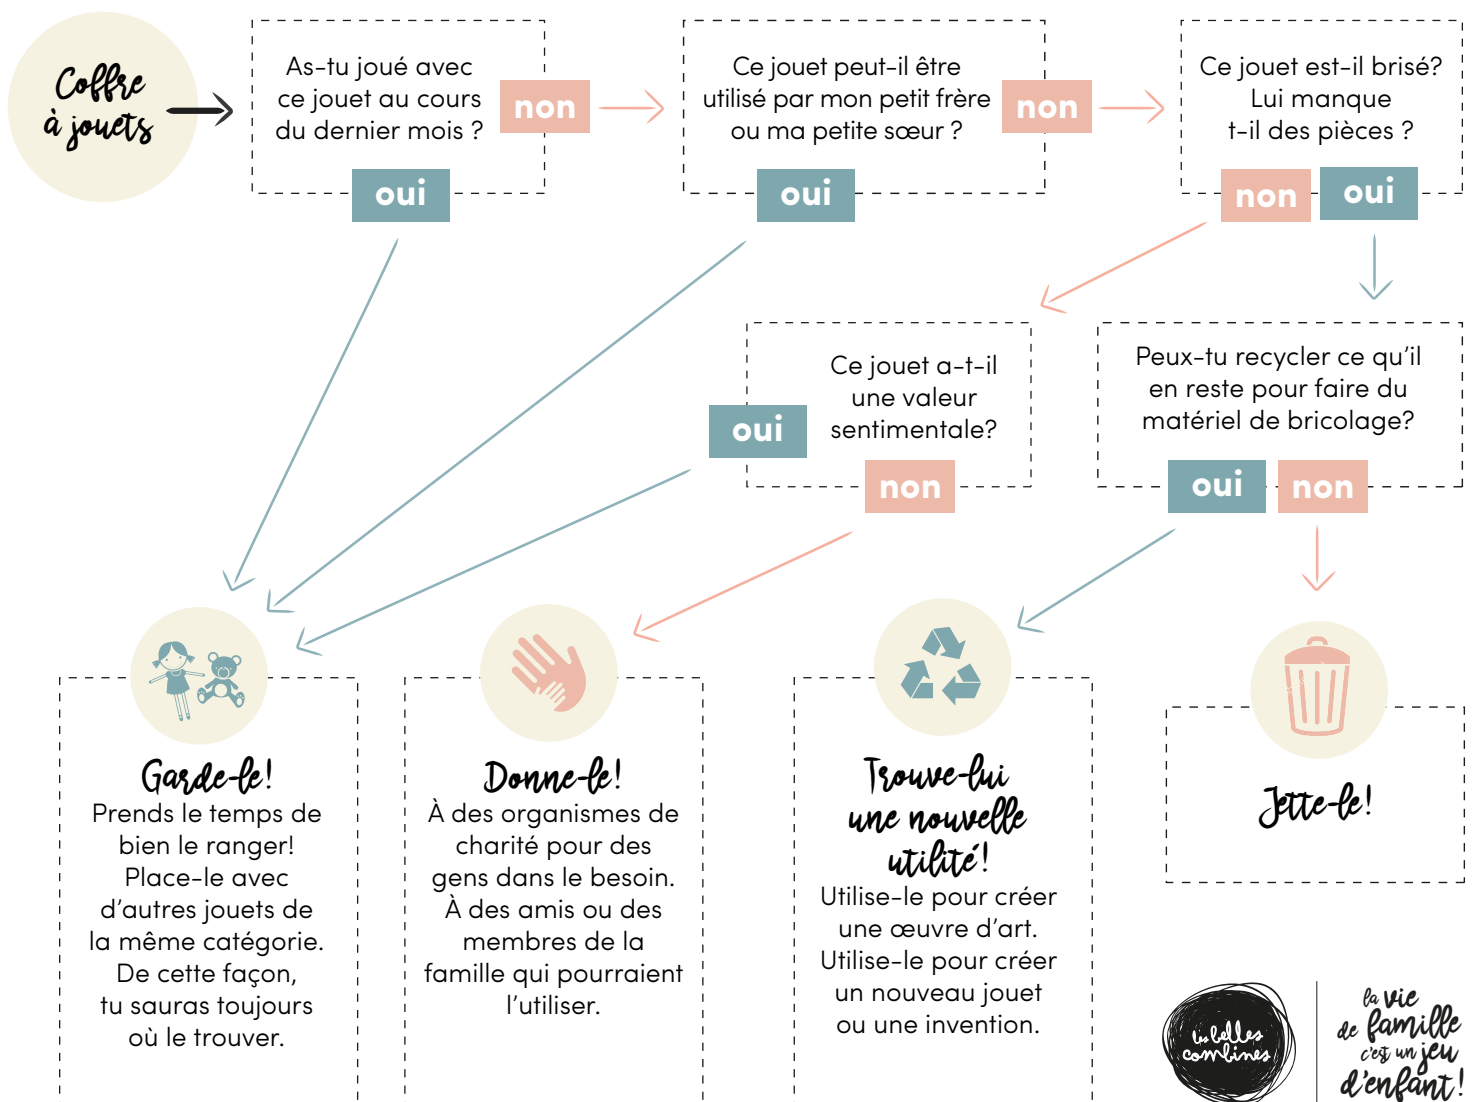 Coffre
à jouets
As-tu joué avec
ce jouet au cours
du dernier mois ?
non
oui
Ce jouet peut-il être
utilisé par mon petit frère
ou ma petite sœur ?
non
oui
Ce jouet est-il brisé?
Lui manque
t-il des pièces ?
non
oui
Ce jouet a-t-il
une valeur
sentimentale?
oui
non
Peux-tu recycler ce qu'il
en reste pour faire du
matériel de bricolage?
oui
non
Garde-le!
Prends le temps de
bien le ranger!
Place-le avec
d'autres jouets de
la même catégorie.
De cette façon,
tu sauras toujours
où le trouver.
Donne-le!
À des organismes de
charité pour des
gens dans le besoin.
À des amis ou des
membres de la
famille qui pourraient
l'utiliser.
Trouve-lui
une nouvelle
utilité!
Utilise-le pour créer
une œuvre d'art.
Utilise-le pour créer
un nouveau jouet
ou une invention.
Jette-le!
les belles
combines
la vie
de famille
c'est un jeu
d'enfant!